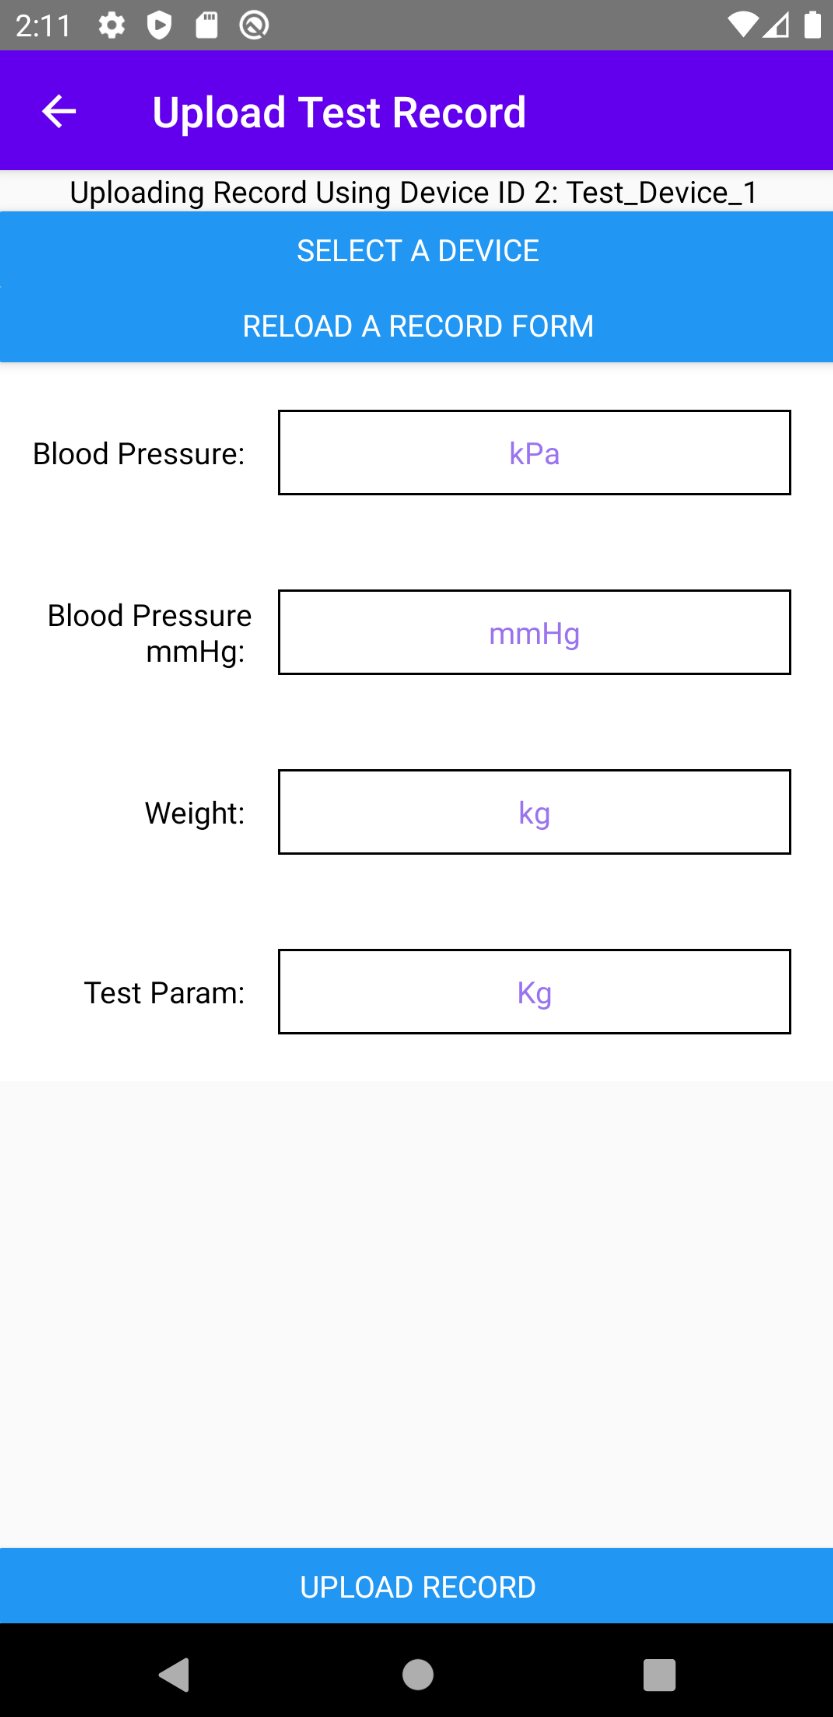 2:11
Upload Test Record
Uploading Record Using Device ID 2: Test_Device_1
SELECT A DEVICE
RELOAD A RECORD FORM
Blood Pressure:
kPa
Blood Pressure
mmHg:
mmHg
Weight:
kg
Test Param:
Kg
UPLOAD RECORD